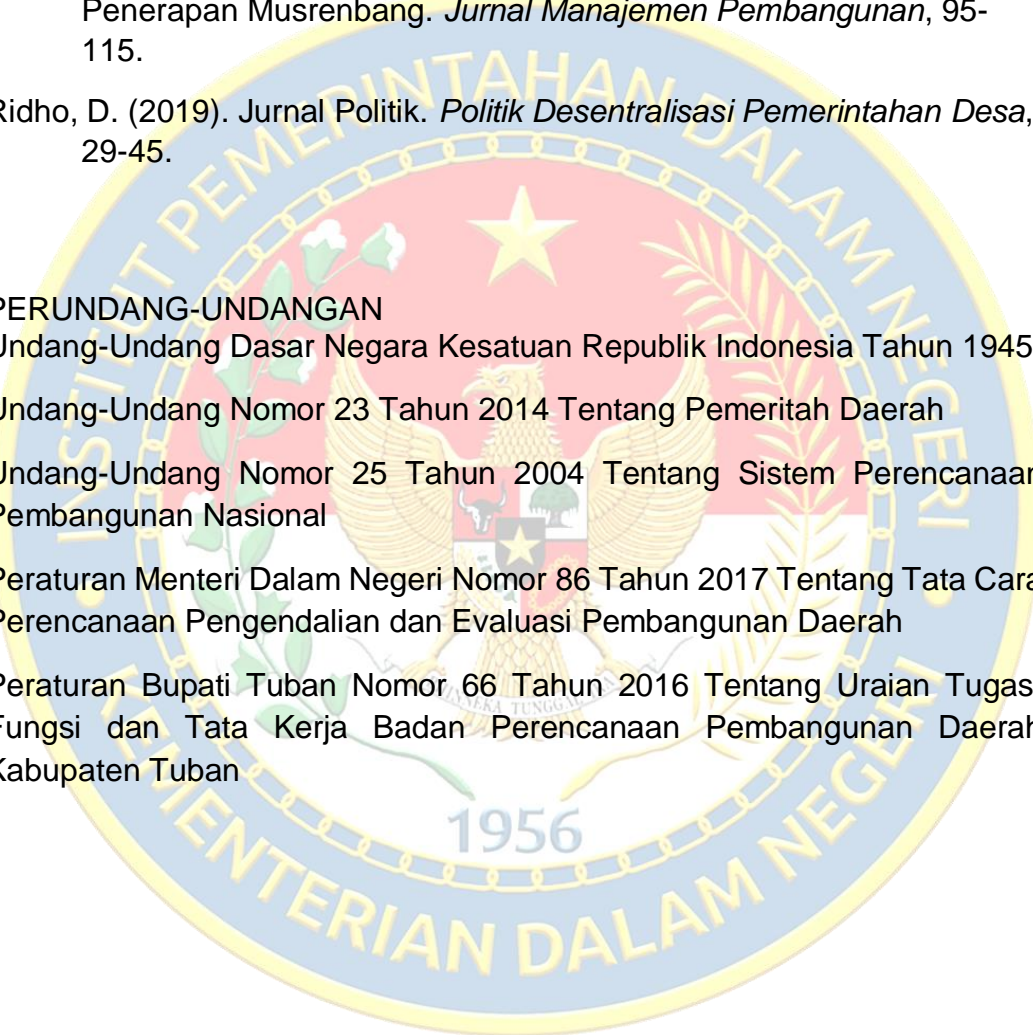 Penerapan Musrenbang. Jurnal Manajemen Pembangunan, 95-
115.
Ridho, D. (2019). Jurnal Politik. Politik Desentralisasi Pemerintahan Desa,
29-45.
PERUNDANG-UNDANGAN
Undang-Undang Dasar Negara Kesatuan Republik Indonesia Tahun 1945
Undang-Undang Nomor 23 Tahun 2014 Tentang Pemeritah Daerah
Undang-Undang Nomor 25 Tahun 2004 Tentang Sistem Perencanaan
Pembangunan Nasional
Peraturan Menteri Dalam Negeri Nomor 86 Tahun 2017 Tentang Tata Cara
Perencanaan Pengendalian dan Evaluasi Pembangunan Daerah
Peraturan Bupati Tuban Nomor 66 Tahun 2016 Tentang Uraian Tugas
Fungsi dan Tata Kerja Badan Perencanaan Pembangunan Daerah
Kabupaten Tuban
INSTITUT PEMERINTAHAN DALAM NEGERI
1956
KEMENTERIAN DALAM NEGERI